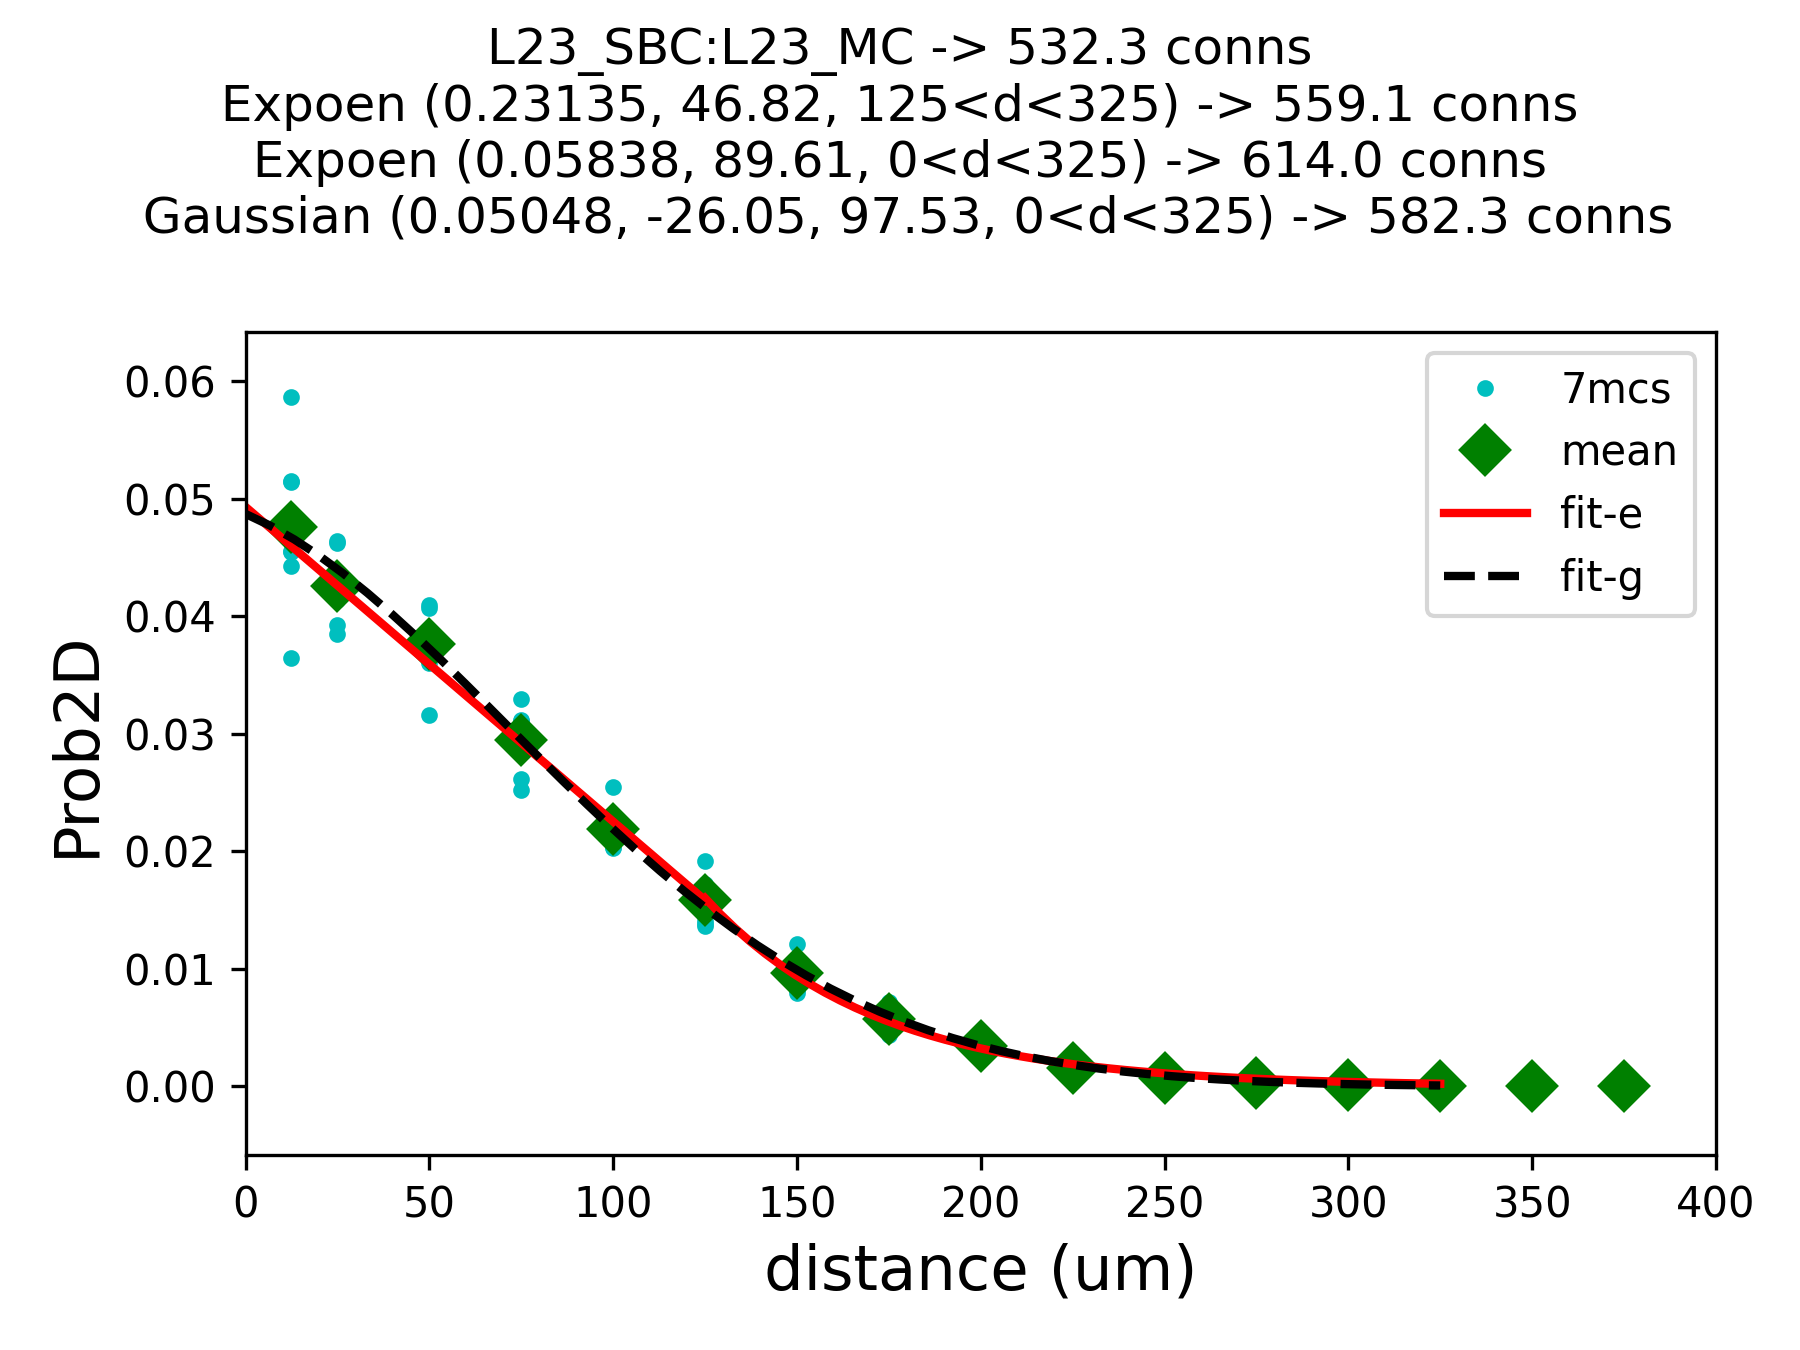 L23_SBC:L23_MC -> 532.3 conns
Expoen (0.23135, 46.82, 125<d<325) -> 559.1 conns
Expoen (0.05838, 89.61, 0<d<325) -> 614.0 conns
Gaussian (0.05048, -26.05, 97.53, 0<d<325) -> 582.3 conns
7mcs
mean
fit-e
fit-g
Prob2D
0.06
0.05
0.04
0.03
0.02
0.01
0.00
0 50 100 150 200 250 300 350 400
distance (um)